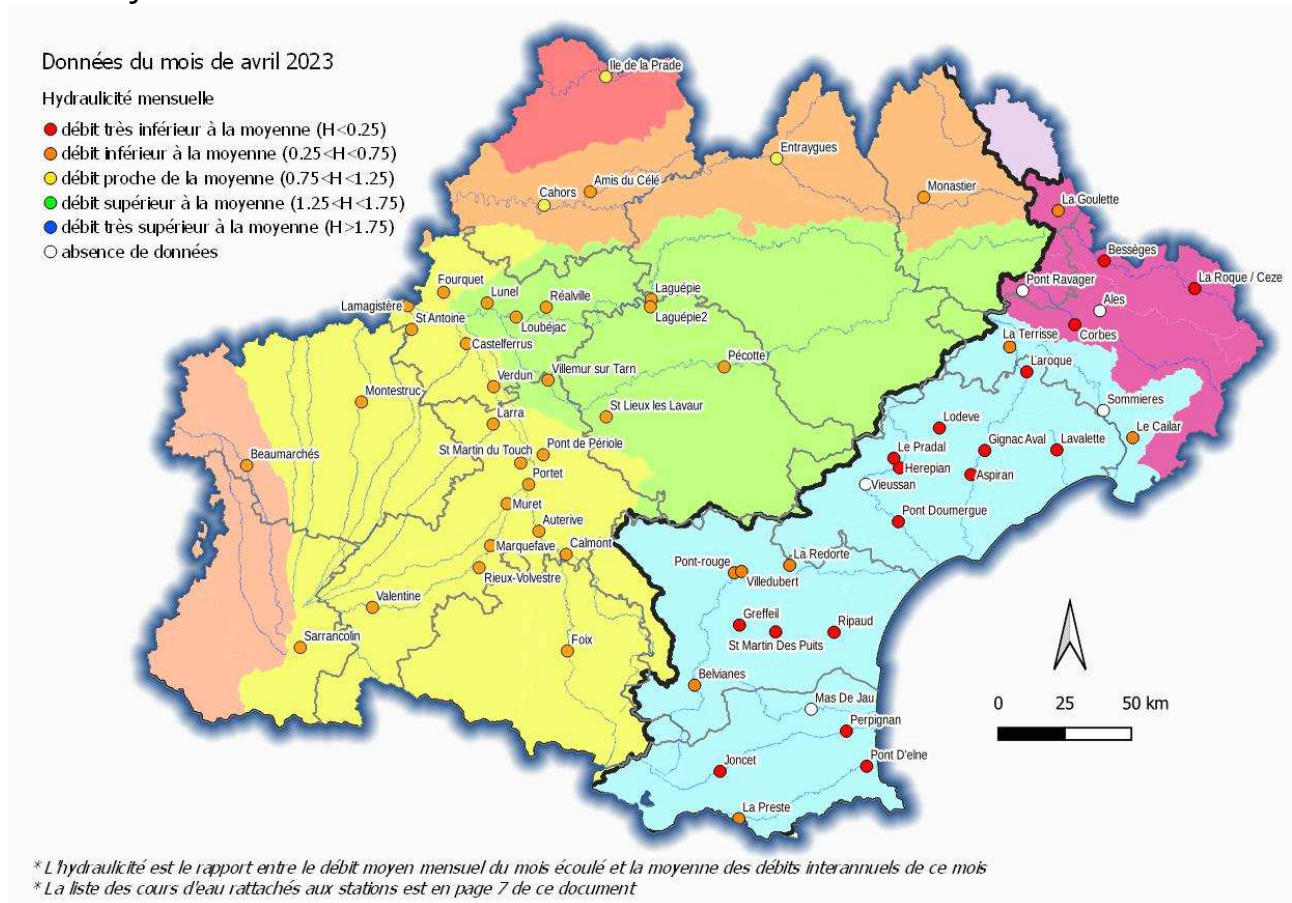 Données du mois de avril 2023
Hydraulicité mensuelle
débit très inférieur à la moyenne (H<0.25)
débit inférieur à la moyenne (0.25<H<0.75)
débit proche de la moyenne (0.75<H<1.25)
débit supérieur à la moyenne (1.25<H<1.75)
débit très supérieur à la moyenne (H>1.75)
absence de données
Ile de la Prade
Entraygues
Amis du Célé
Cahors
Monastier
La Goulette
Bessèges
La Roque / Ceze
Pont Ravager
Ales
Corbes
Fourquet
Lunel
Réalville
Laguépie
Lamagistère
Laguépie2
St Antoine
Loubéjac
Castelferrus
La Terrisse
Laroque
Verdun
Villemur sur Tarn
Pécotte
Montestruc
Larra
St Lieux les Lavaur
Sommieres
Lodeve
Le Cailar
Gignac Aval
Lavalette
Beaumarchés
St Martin du Touch
Pont de Périole
Le Pradal
Herepian
Aspiran
Portet
Vieussan
Muret
Pont Doumergue
Auterive
Marquefave
Calmont
Pont-rouge
La Redorte
Rieux-Volvestre
Villedubert
Valentine
Greffeil
Ripaud
Sarrancolin
Foix
St Martin Des Puits
Belvianes
Mas De Jau
Perpignan
Joncet
Pont D'elne
La Preste
0 25 50 km
* L'hydraulicité est le rapport entre le débit moyen mensuel du mois écoulé et la moyenne des débits interannuels de ce mois
* La liste des cours d'eau rattachés aux stations est en page 7 de ce document